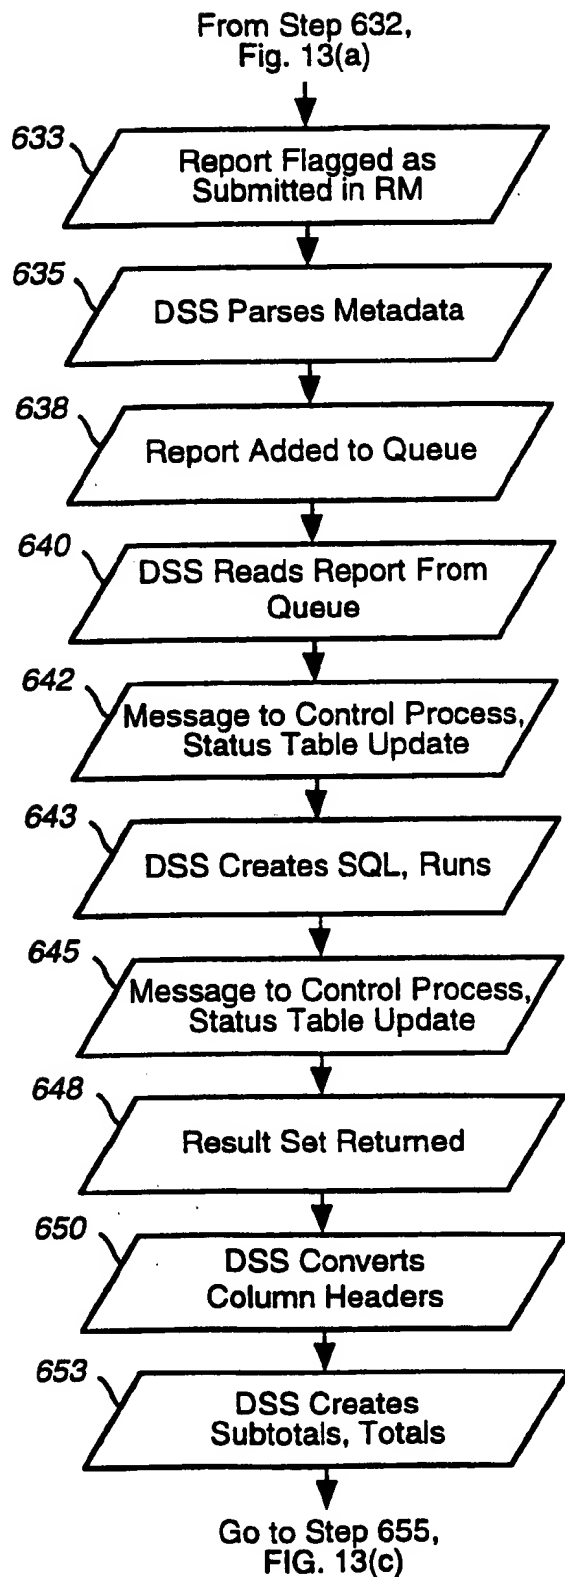 From Step 632,
Fig. 13(a)
633
Report Flagged as
Submitted in RM
635
DSS Parses Metadata
638
Report Added to Queue
640
DSS Reads Report From
Queue
642
Message to Control Process,
Status Table Update
643
DSS Creates SQL, Runs
645
Message to Control Process,
Status Table Update
648
Result Set Returned
650
DSS Converts
Column Headers
653
DSS Creates
Subtotals, Totals
Go to Step 655,
FIG. 13(c)